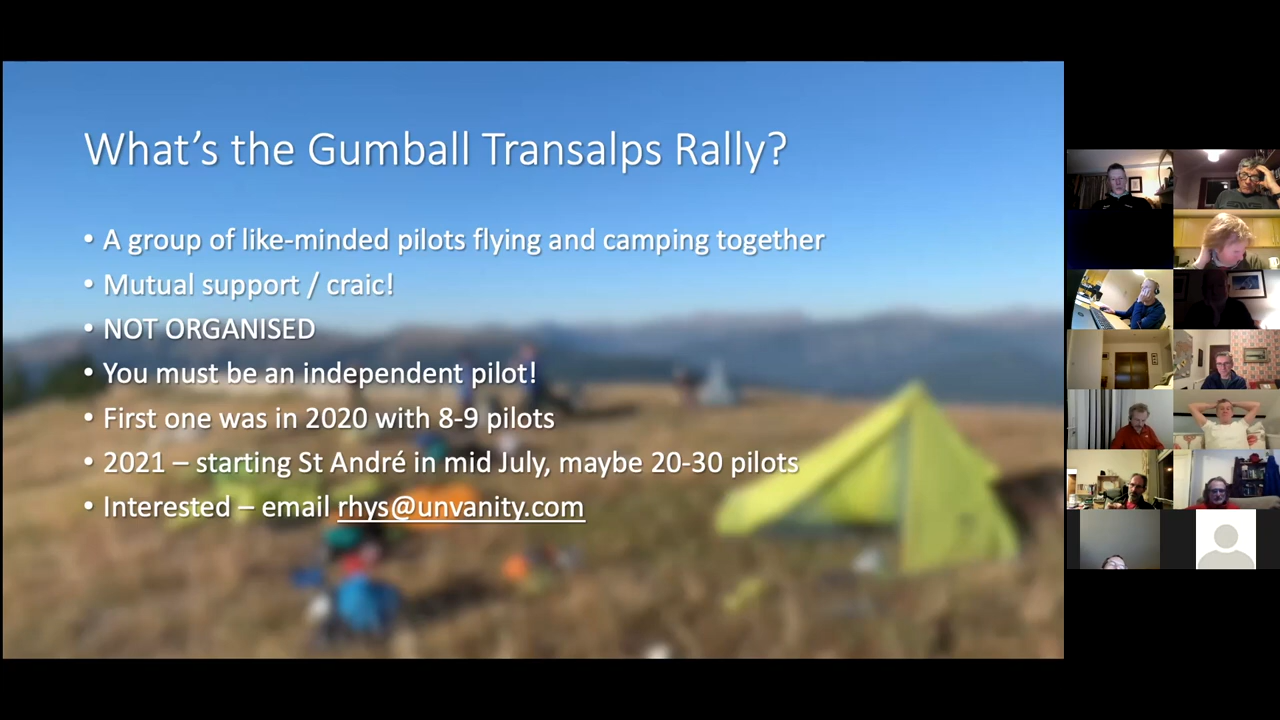 What's the Gumball Transalps Rally?
• A group of like-minded pilots flying and camping together
• Mutual support / craic!
• NOT ORGANISED
• You must be an independent pilot!
• First one was in 2020 with 8-9 pilots
• 2021 – starting St André in mid July, maybe 20-30 pilots
• Interested – email rhys@unvanity.com